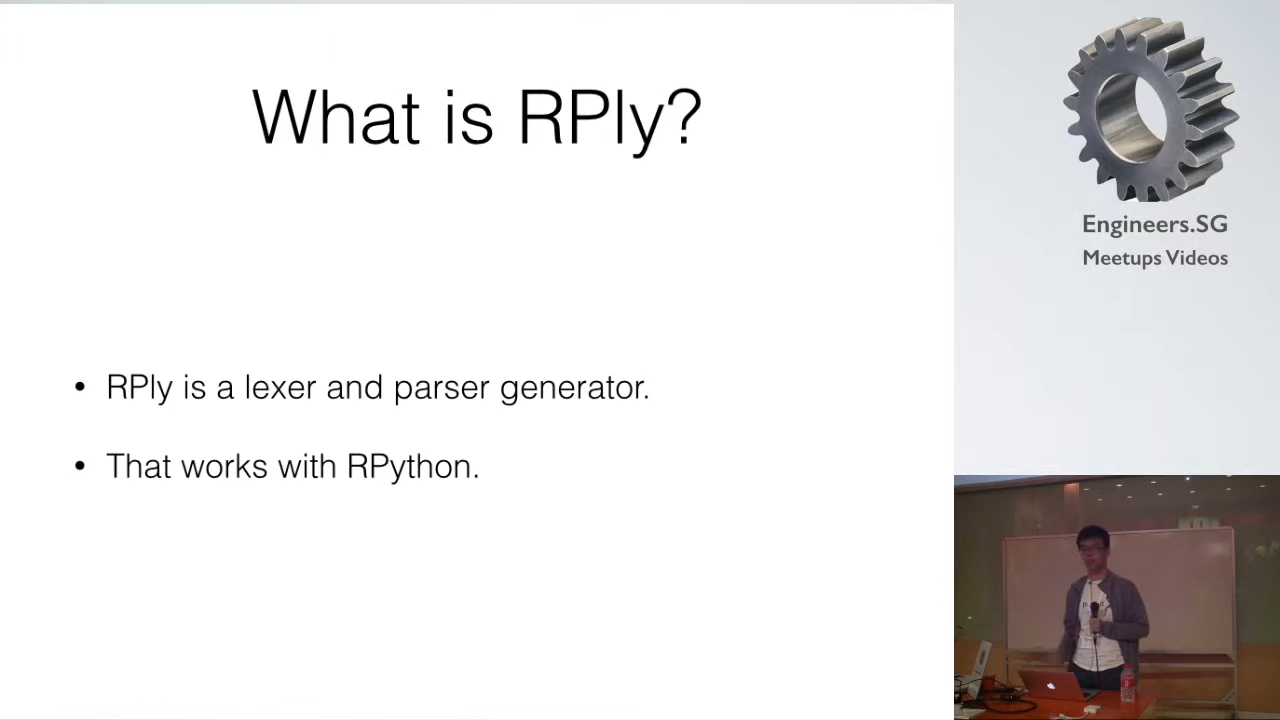 What is RPly?
• RPly is a lexer and parser generator.
• That works with RPython.
Engineers.SG
Meetups Videos